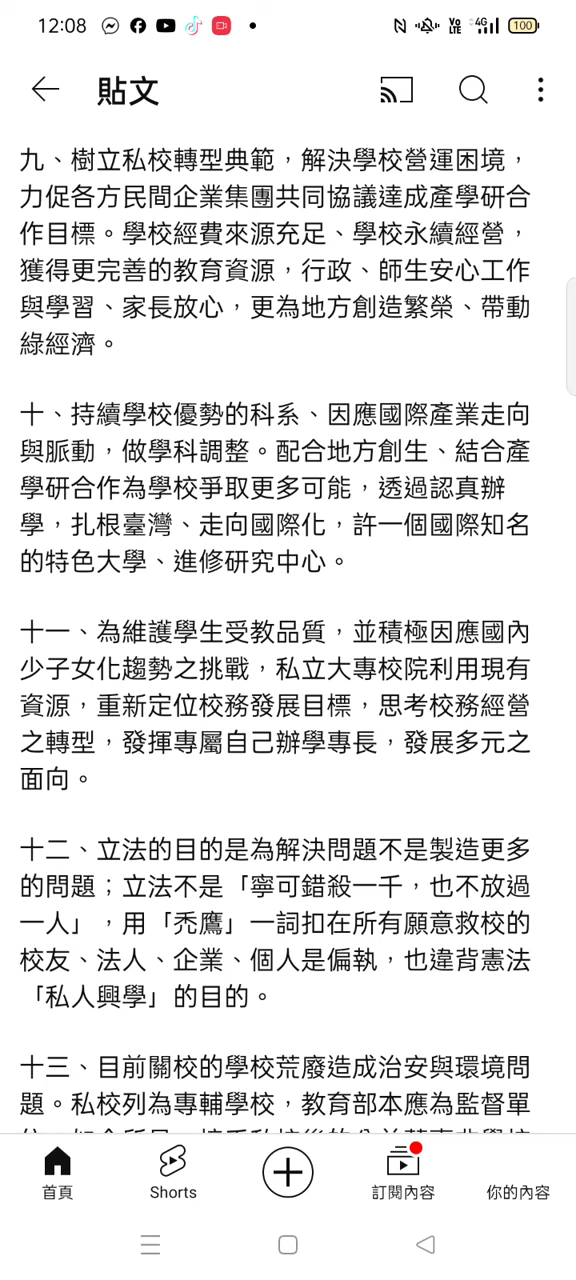 12:08
VoLTE
4G
100
貼文
九、樹立私校轉型典範，解決學校營運困境，
力促各方民間企業集團共同協議達成產學研合
作目標。學校經費來源充足、學校永續經營，
獲得更完善的教育資源，行政、師生安心工作
與學習、家長放心，更為地方創造繁榮、帶動
綠經濟。
十、持續學校優勢的科系、因應國際產業走向
與脈動，做學科調整。配合地方創生、結合產
學研合作為學校爭取更多可能，透過認真辦
學，扎根臺灣、走向國際化，許一個國際知名
的特色大學、進修研究中心。
十一、為維護學生受教品質，並積極因應國內
少子女化趨勢之挑戰，私立大專校院利用現有
資源，重新定位校務發展目標，思考校務經營
之轉型，發揮專屬自己辦學專長，發展多元之
面向。
十二、立法的目的是為解決問題不是製造更多
的問題；立法不是「寧可錯殺一千，也不放過
一人」，用「禿鷹」一詞扣在所有願意救校的
校友、法人、企業、個人是偏執，也違背憲法
「私人興學」的目的。
十三、目前關校的學校荒廢造成治安與環境問
題。私校列為專輔學校，教育部本應為監督單
首頁
Shorts
訂閱內容
你的內容